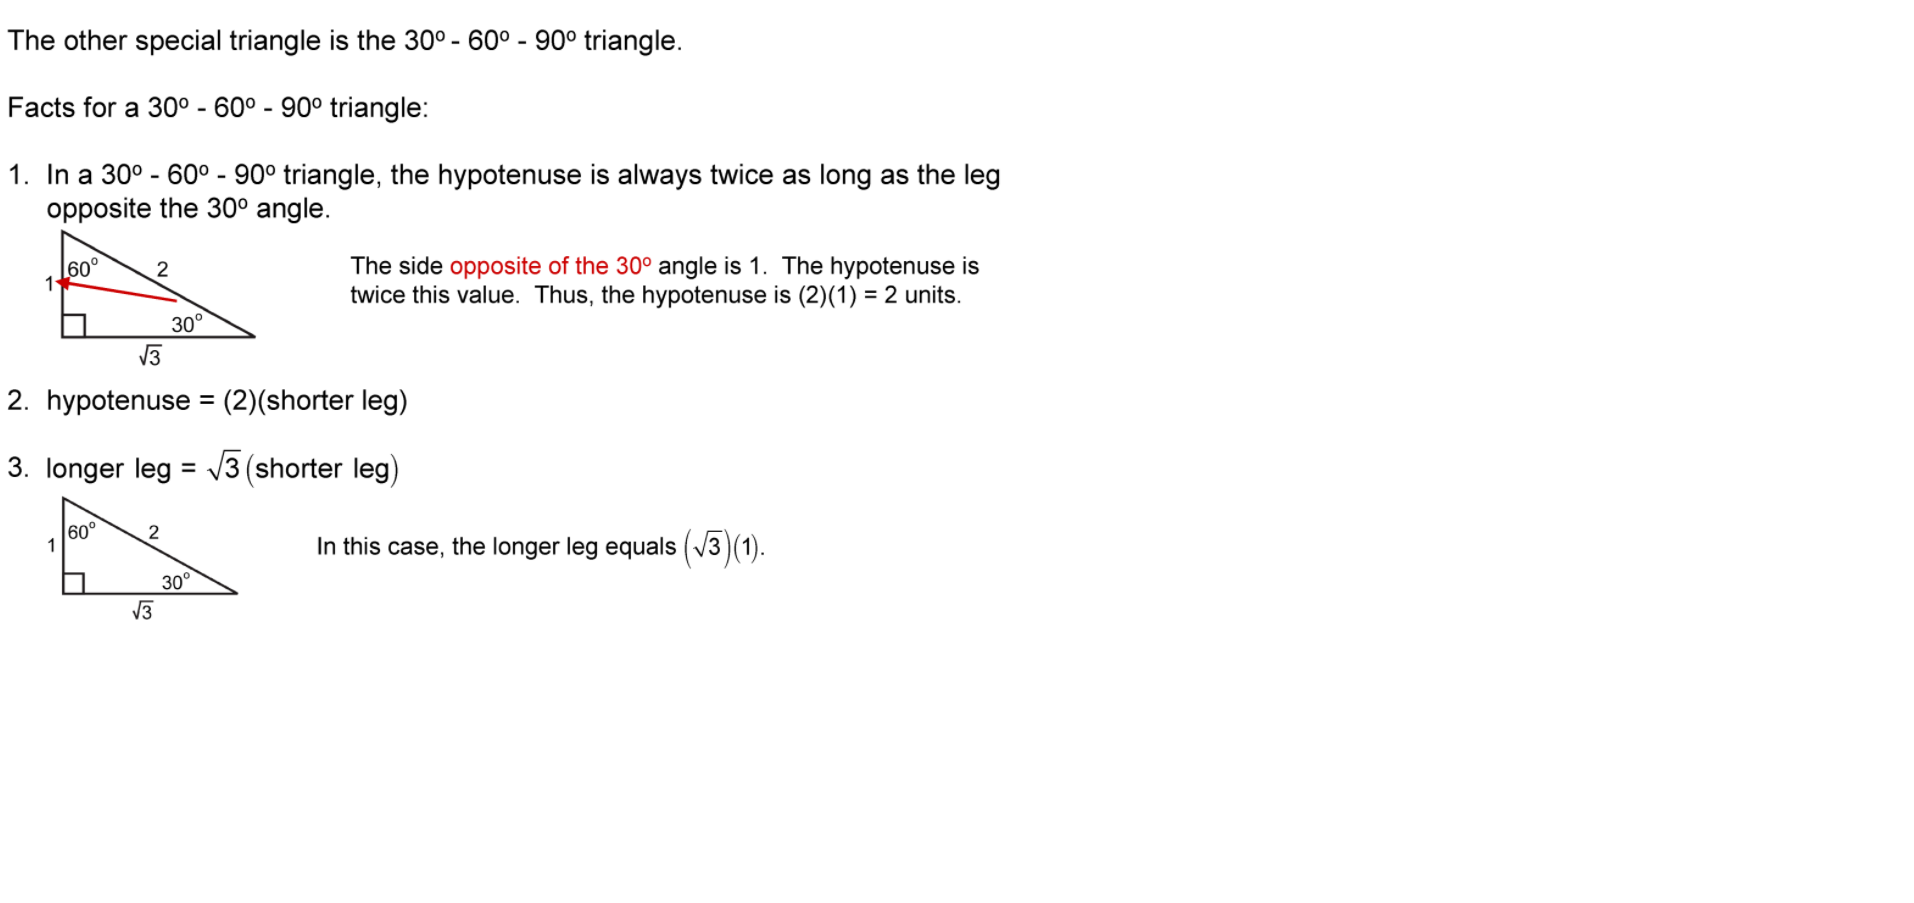 The other special triangle is the 30º - 60º - 90º triangle.
Facts for a 30º - 60º - 90º triangle:
1. In a 30º - 60º - 90º triangle, the hypotenuse is always twice as long as the leg
opposite the 30º angle.
60°
2
1
30°
√3
The side opposite of the 30º angle is 1. The hypotenuse is
twice this value. Thus, the hypotenuse is (2)(1) = 2 units.
2. hypotenuse = (2)(shorter leg)
3. longer leg = √3 (shorter leg)
60°
2
1
30°
√3
In this case, the longer leg equals (√3)(1).